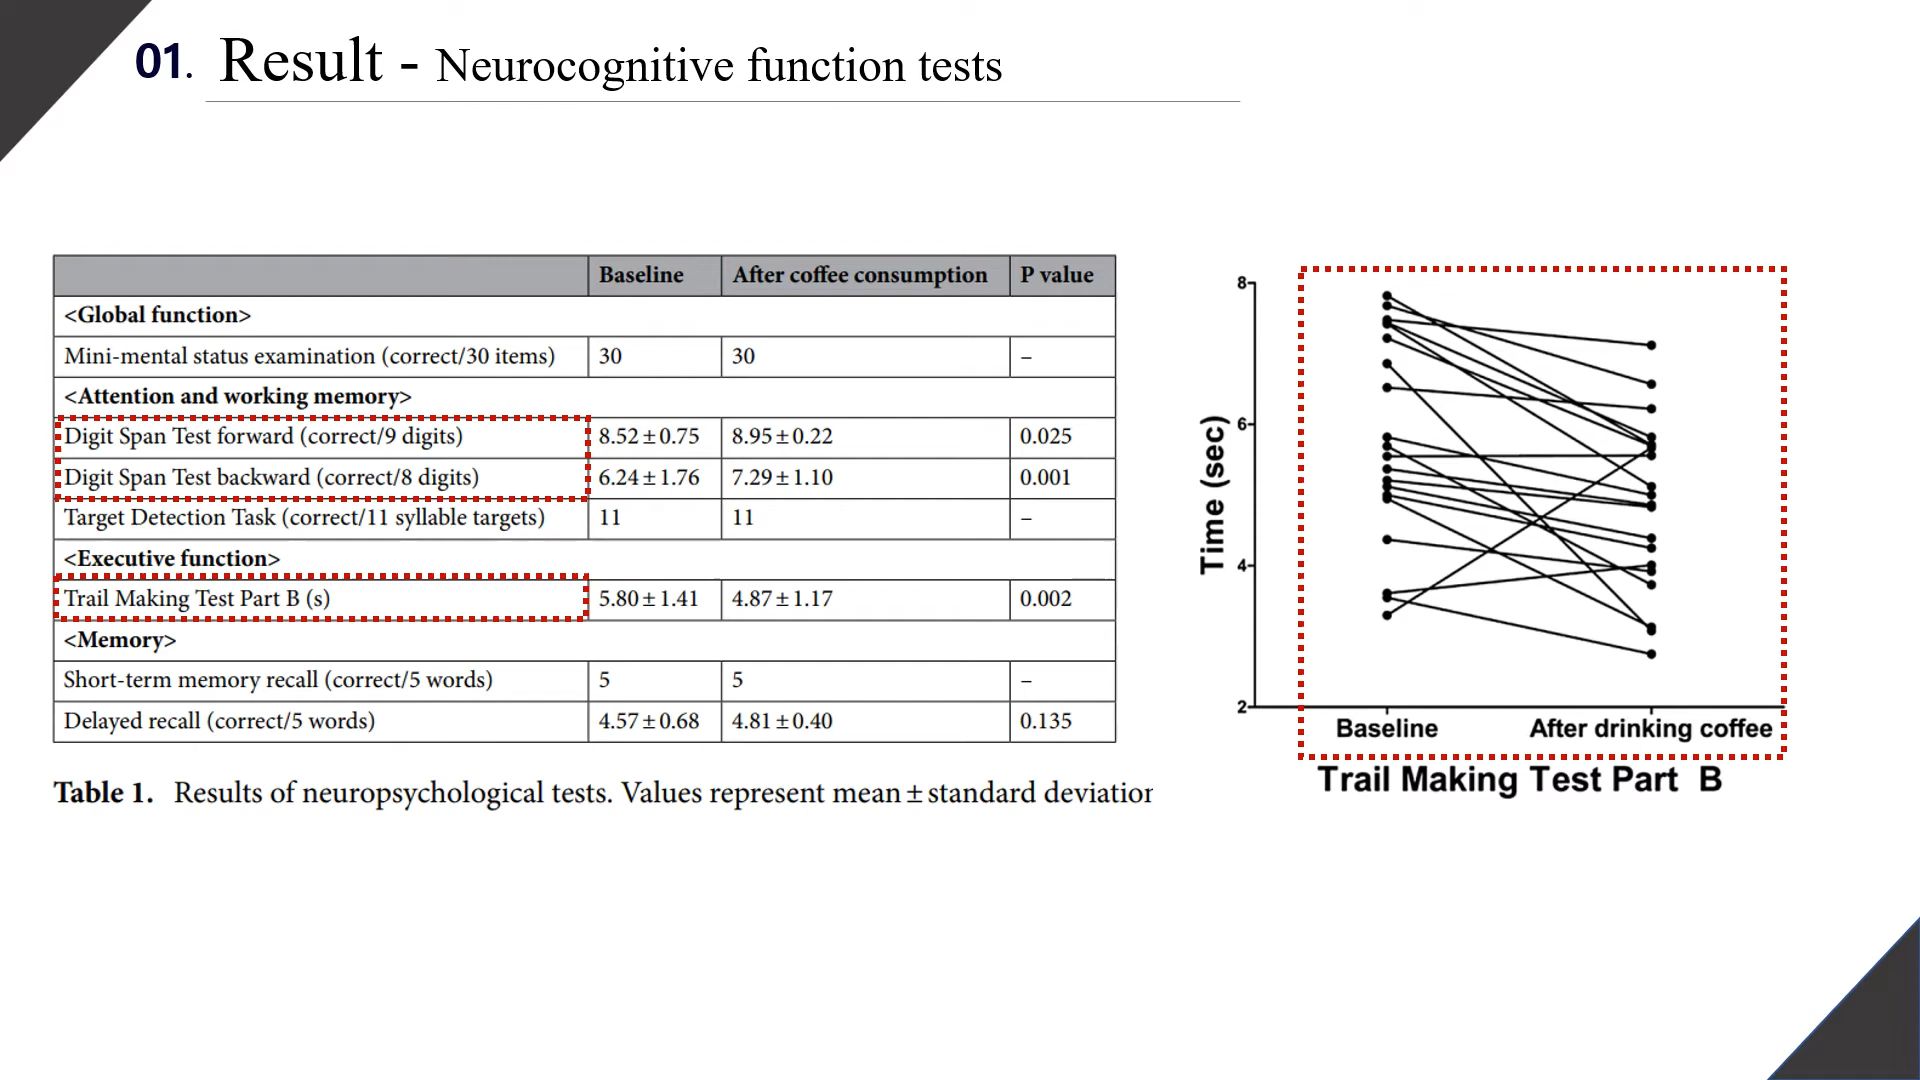 01. Result - Neurocognitive function tests
Baseline After coffee consumption P value
<Global function>
Mini-mental status examination (correct/30 items) 30 30 –
<Attention and working memory>
Digit Span Test forward (correct/9 digits) 8.52 ± 0.75 8.95 ± 0.22 0.025
Digit Span Test backward (correct/8 digits) 6.24 ± 1.76 7.29 ± 1.10 0.001
Target Detection Task (correct/11 syllable targets) 11 11 –
<Executive function>
Trail Making Test Part B (s) 5.80 ± 1.41 4.87 ± 1.17 0.002
<Memory>
Short-term memory recall (correct/5 words) 5 5 –
Delayed recall (correct/5 words) 4.57 ± 0.68 4.81 ± 0.40 0.135
Table 1. Results of neuropsychological tests. Values represent mean ± standard deviation
8
6
4
2
Time (sec)
Baseline After drinking coffee
Trail Making Test Part B